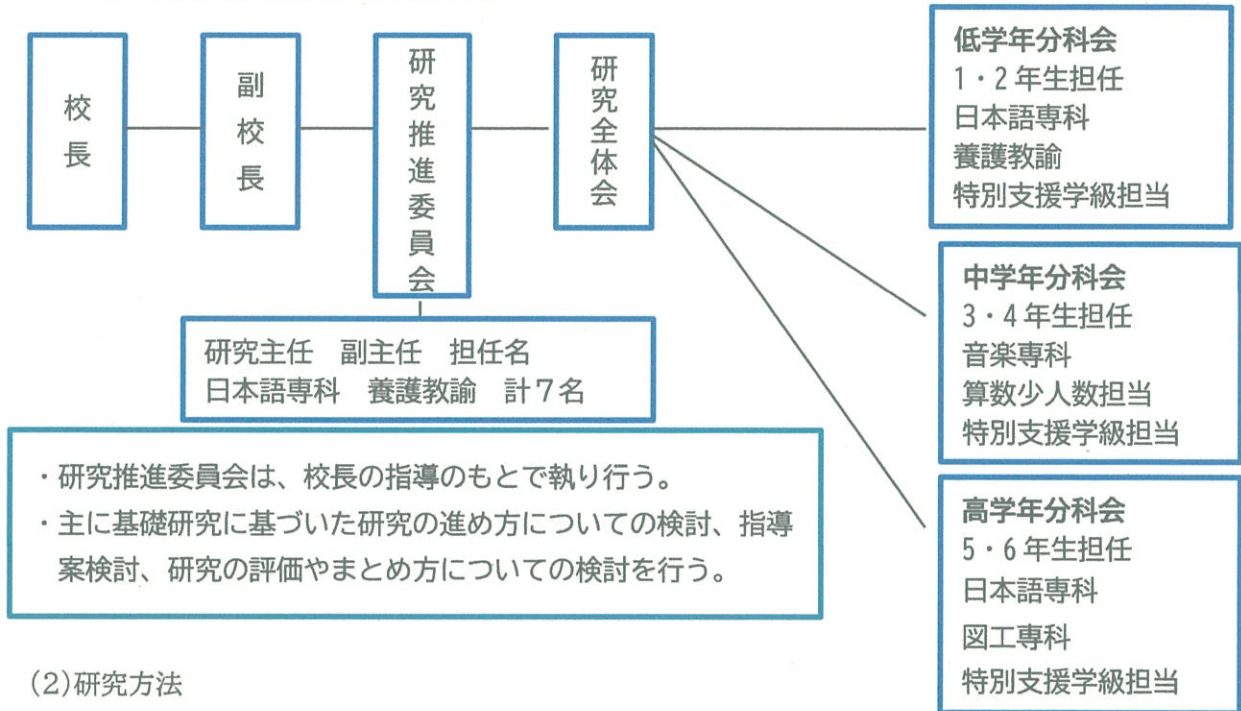 校長
副校長
研究推進委員会
研究全体会
低学年分科会
1・2年生担任
日本語専科
養護教諭
特別支援学級担当
中学年分科会
3・4年生担任
音楽専科
算数少人数担当
特別支援学級担当
高学年分科会
5・6年生担任
日本語専科
図工専科
特別支援学級担当
研究主任　副主任　担任名
日本語専科　養護教諭　計7名
・研究推進委員会は、校長の指導のもとで執り行う。
・主に基礎研究に基づいた研究の進め方についての検討、指導
案検討、研究の評価やまとめ方についての検討を行う。
(2)研究方法